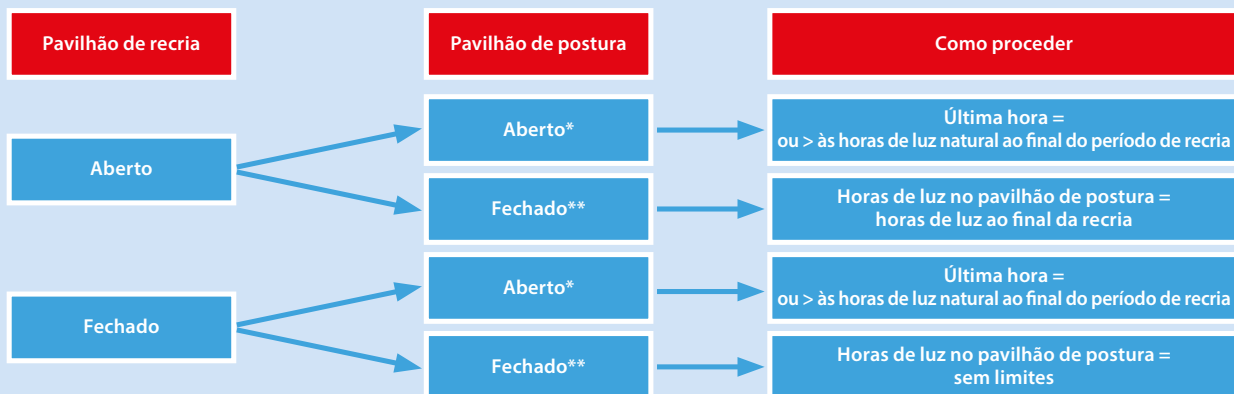 Pavilhão de recria
Pavilhão de postura
Como proceder
Aberto
Aberto*
Última hora =
ou > às horas de luz natural ao final do período de recria
Fechado**
Horas de luz no pavilhão de postura =
horas de luz ao final da recria
Fechado
Aberto*
Última hora =
ou > às horas de luz natural ao final do período de recria
Fechado**
Horas de luz no pavilhão de postura =
sem limites